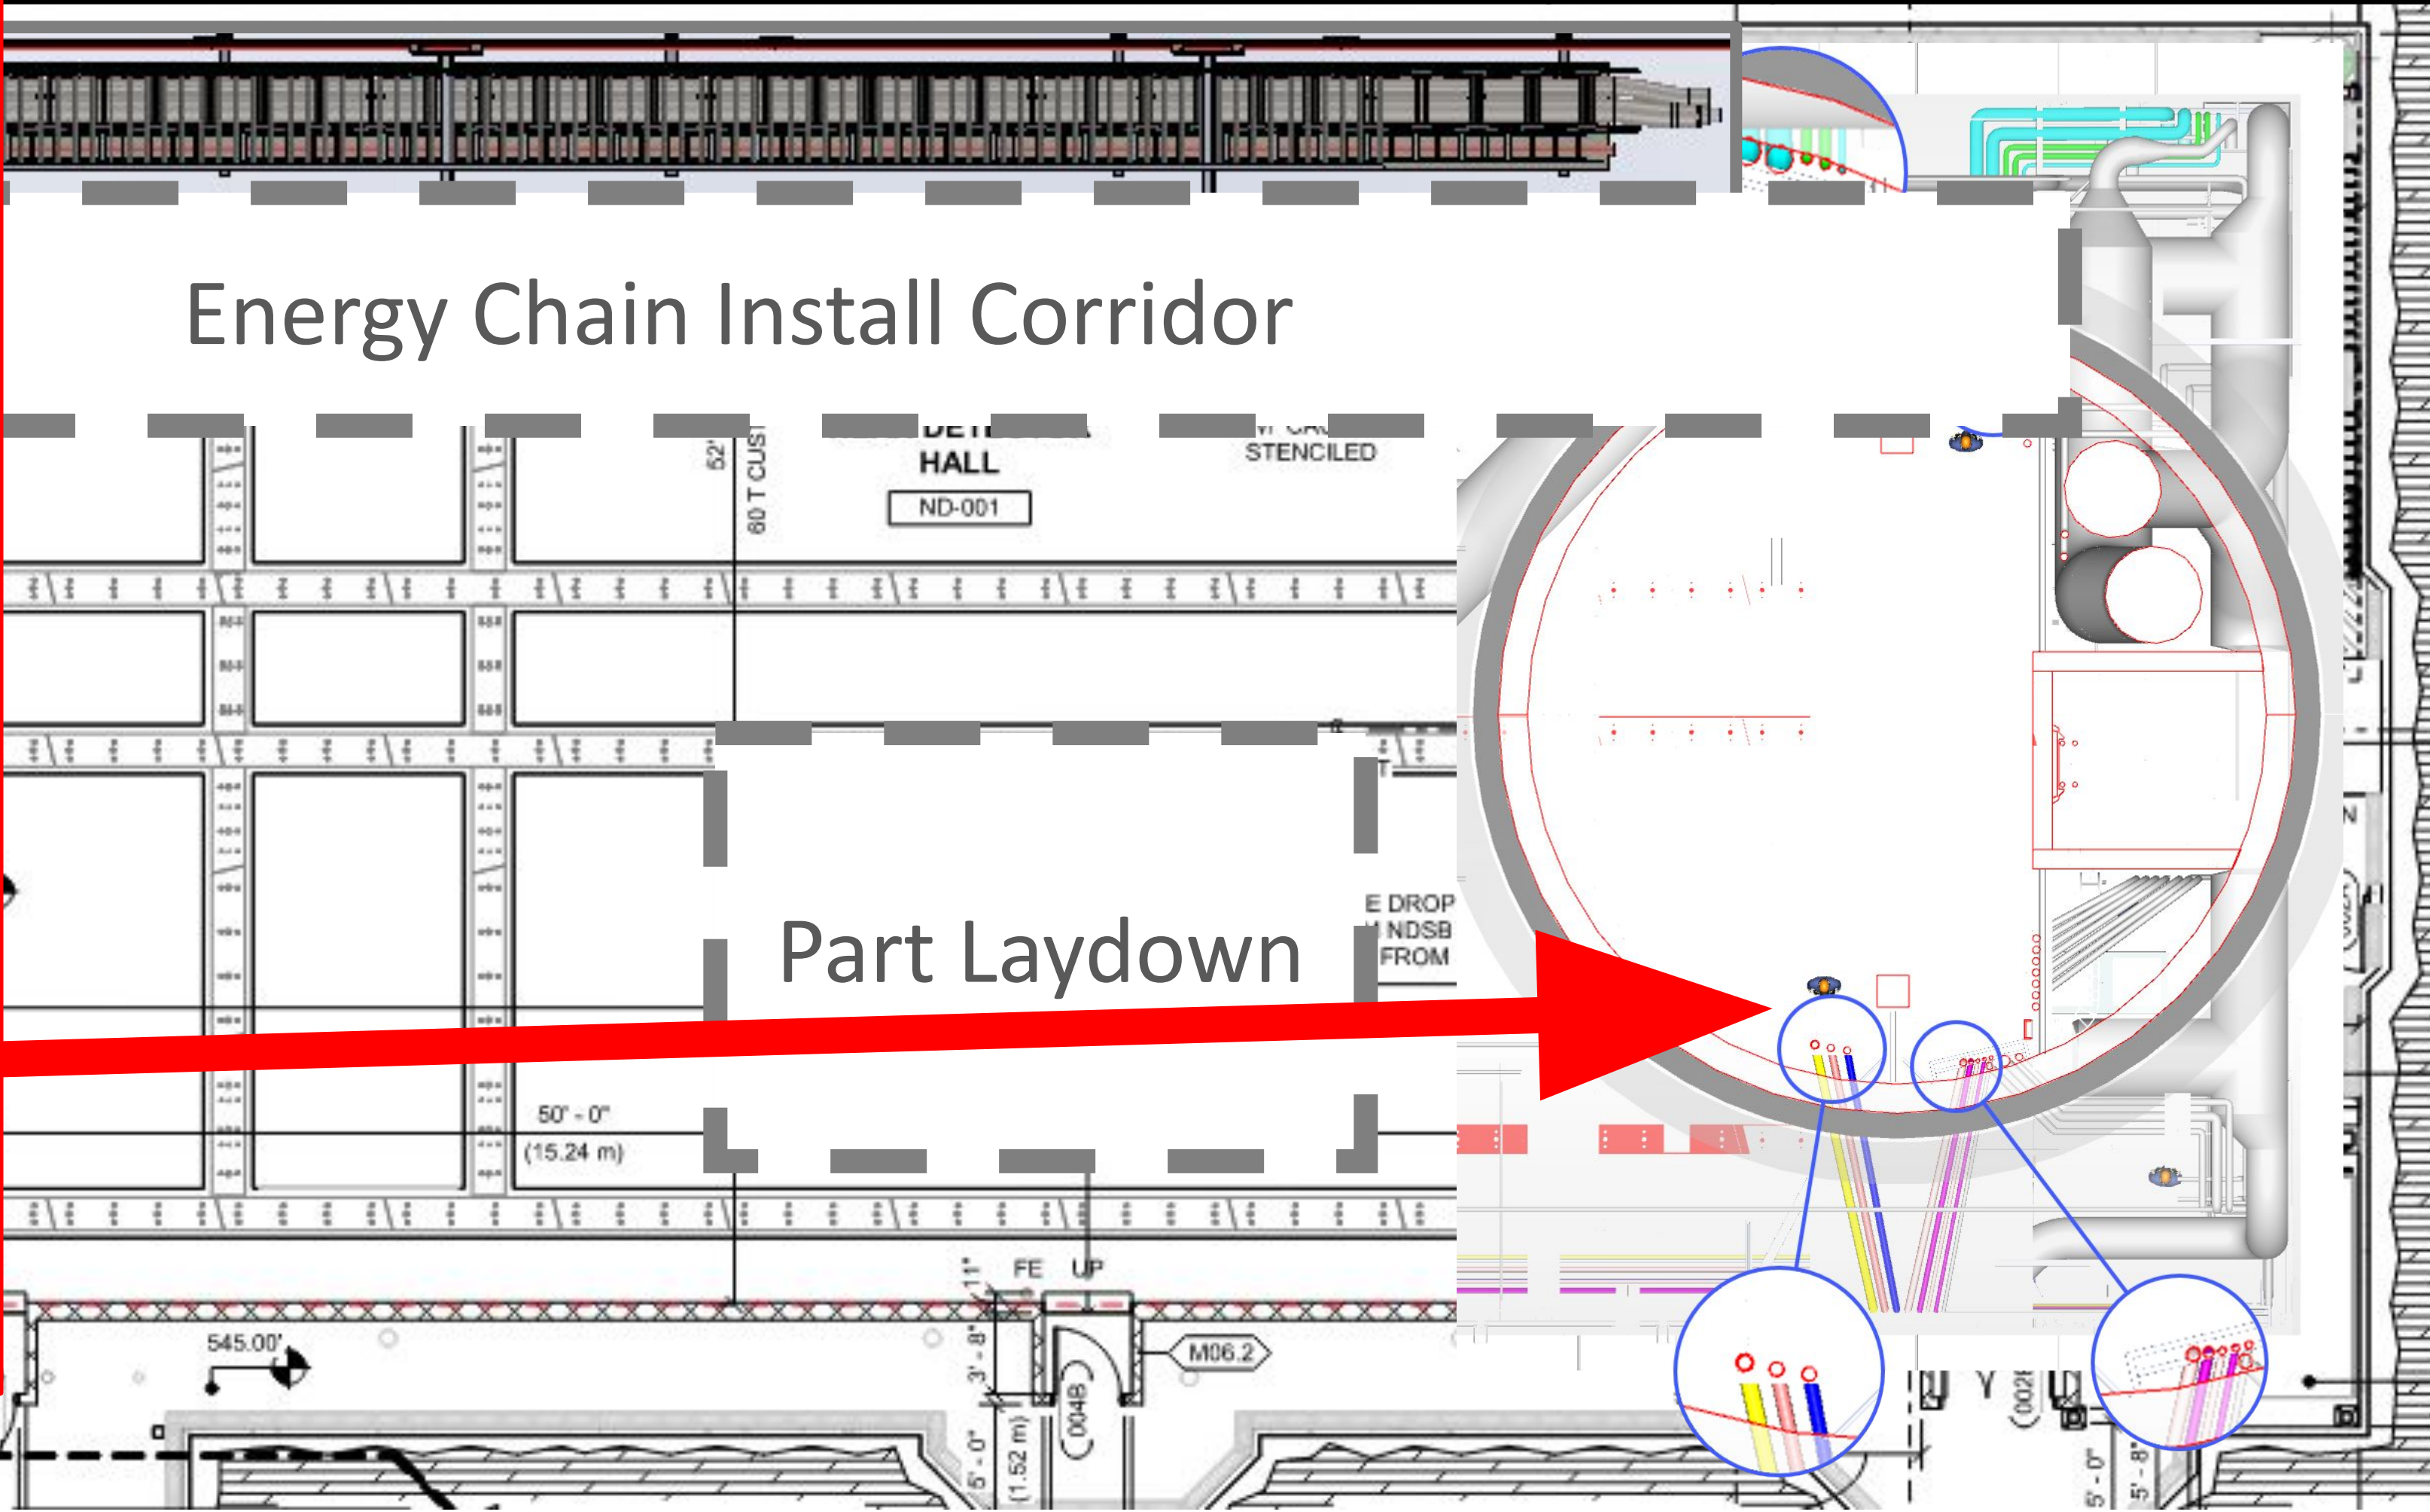 Energy Chain Install Corridor
HALL
STENCILED
ND-001
52'
60 T CUST
Part Laydown
E DROP
NDSB
FROM
50' - 0"
(15.24 m)
FE UP
11"
3' - 8"
M06.2
545.00'
004B
5' - 0"
(1.52 m)
Y
5' - 0"
5' - 8"